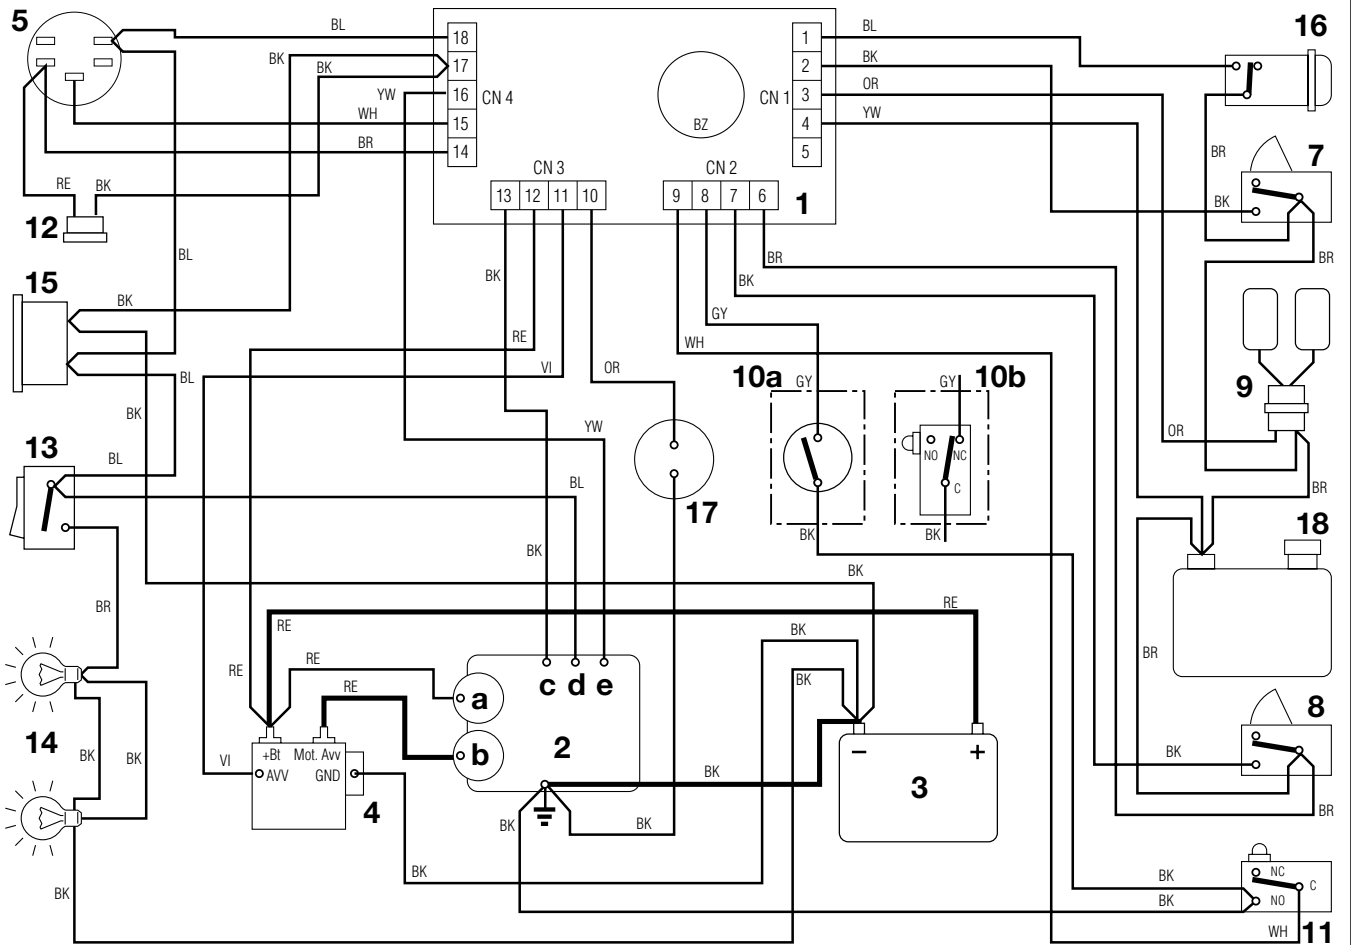 5
BL
18
BK
BK
17
YW
16
CN 4
WH
15
BR
14
RE
BK
12
BL
CN 3
13
12
11
10
BZ
CN 1
1
2
3
4
5
CN 2
9
8
7
6
1
BL
BK
OR
YW
16
BR
7
BK
BR
15
BK
BL
BK
BK
RE
VI
OR
BR
BK
GY
WH
10a
GY
GY
10b
NO
NC
C
BK
BK
9
OR
BR
18
13
BL
YW
BL
17
BK
BK
BR
RE
RE
RE
RE
RE
BK
BK
BR
a
b
c
d
e
2
14
BK
BK
VI
+Bt
Mot. Avv
AVV
GND
4
BK
–
+
3
BK
BK
BK
8
BK
BR
BK
BK
BK
NC
C
NO
WH
11